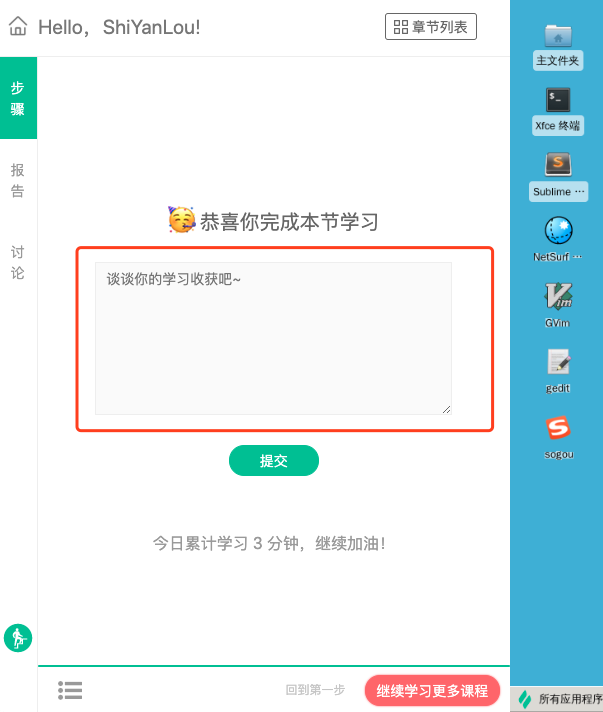 Hello，ShiYanLou!
章节列表
步骤
报告
讨论
恭喜你完成本节学习
谈谈你的学习收获吧~
提交
今日累计学习 3 分钟，继续加油！
回到第一步
继续学习更多课程
主文件夹
Xfce 终端
Sublime ···
NetSurf ···
GVim
gedit
sogou
所有应用程序